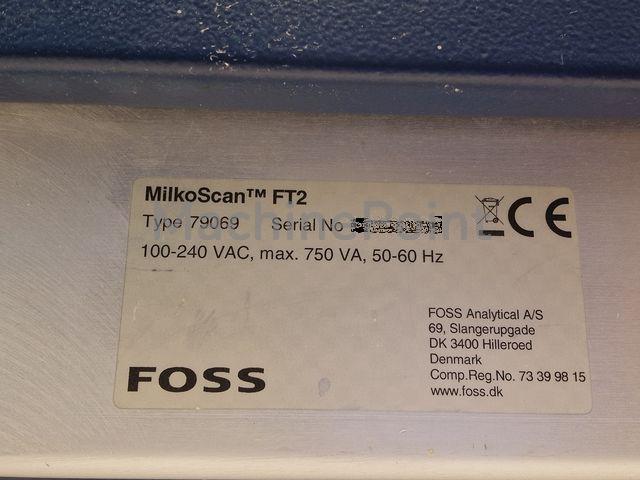 MilkoScan™ FT2
Type 79069 Serial No
100-240 VAC, max. 750 VA, 50-60 Hz
CE
FOSS Analytical A/S
69, Slangerupgade
DK 3400 Hilleroed
Denmark
Comp.Reg.No. 73 39 98 15
www.foss.dk
FOSS
MachinePoint